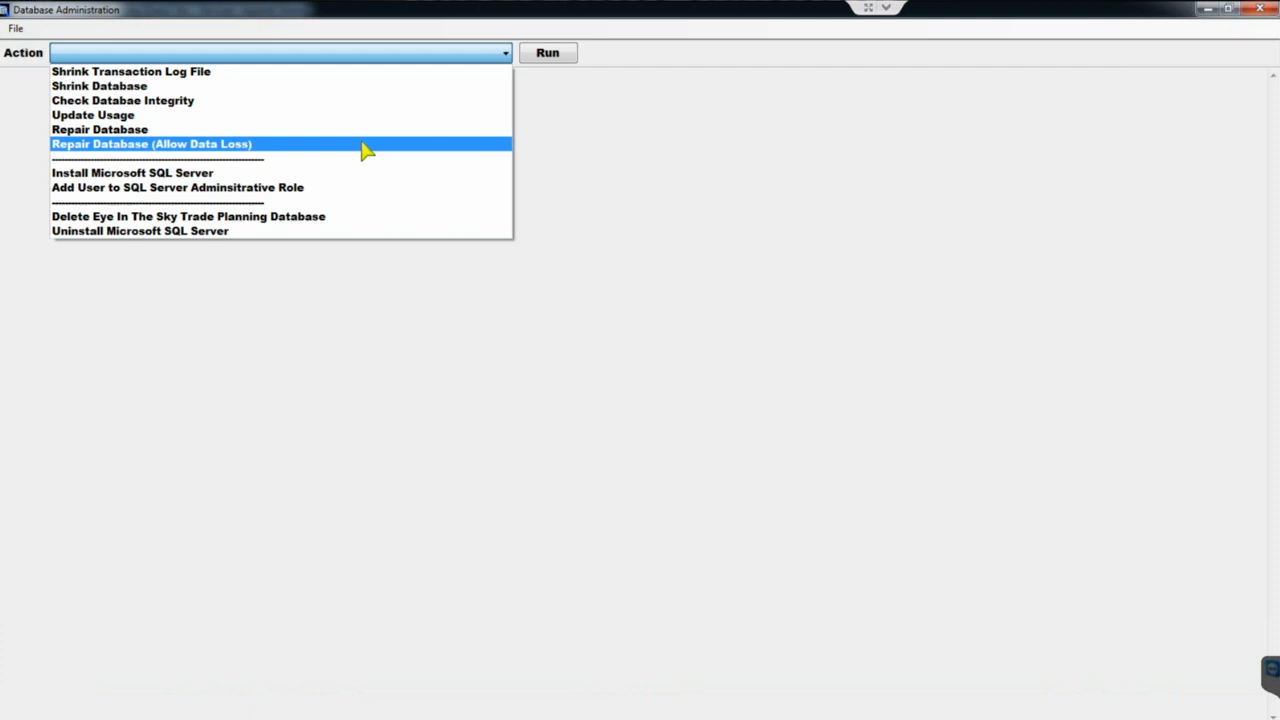 Database Administration
File
Action
Run
Shrink Transaction Log File
Shrink Database
Check Databae Integrity
Update Usage
Repair Database
Repair Database (Allow Data Loss)
----------------------------------------------------------------
Install Microsoft SQL Server
Add User to SQL Server Adminsitrative Role
----------------------------------------------------------------
Delete Eye In The Sky Trade Planning Database
Uninstall Microsoft SQL Server